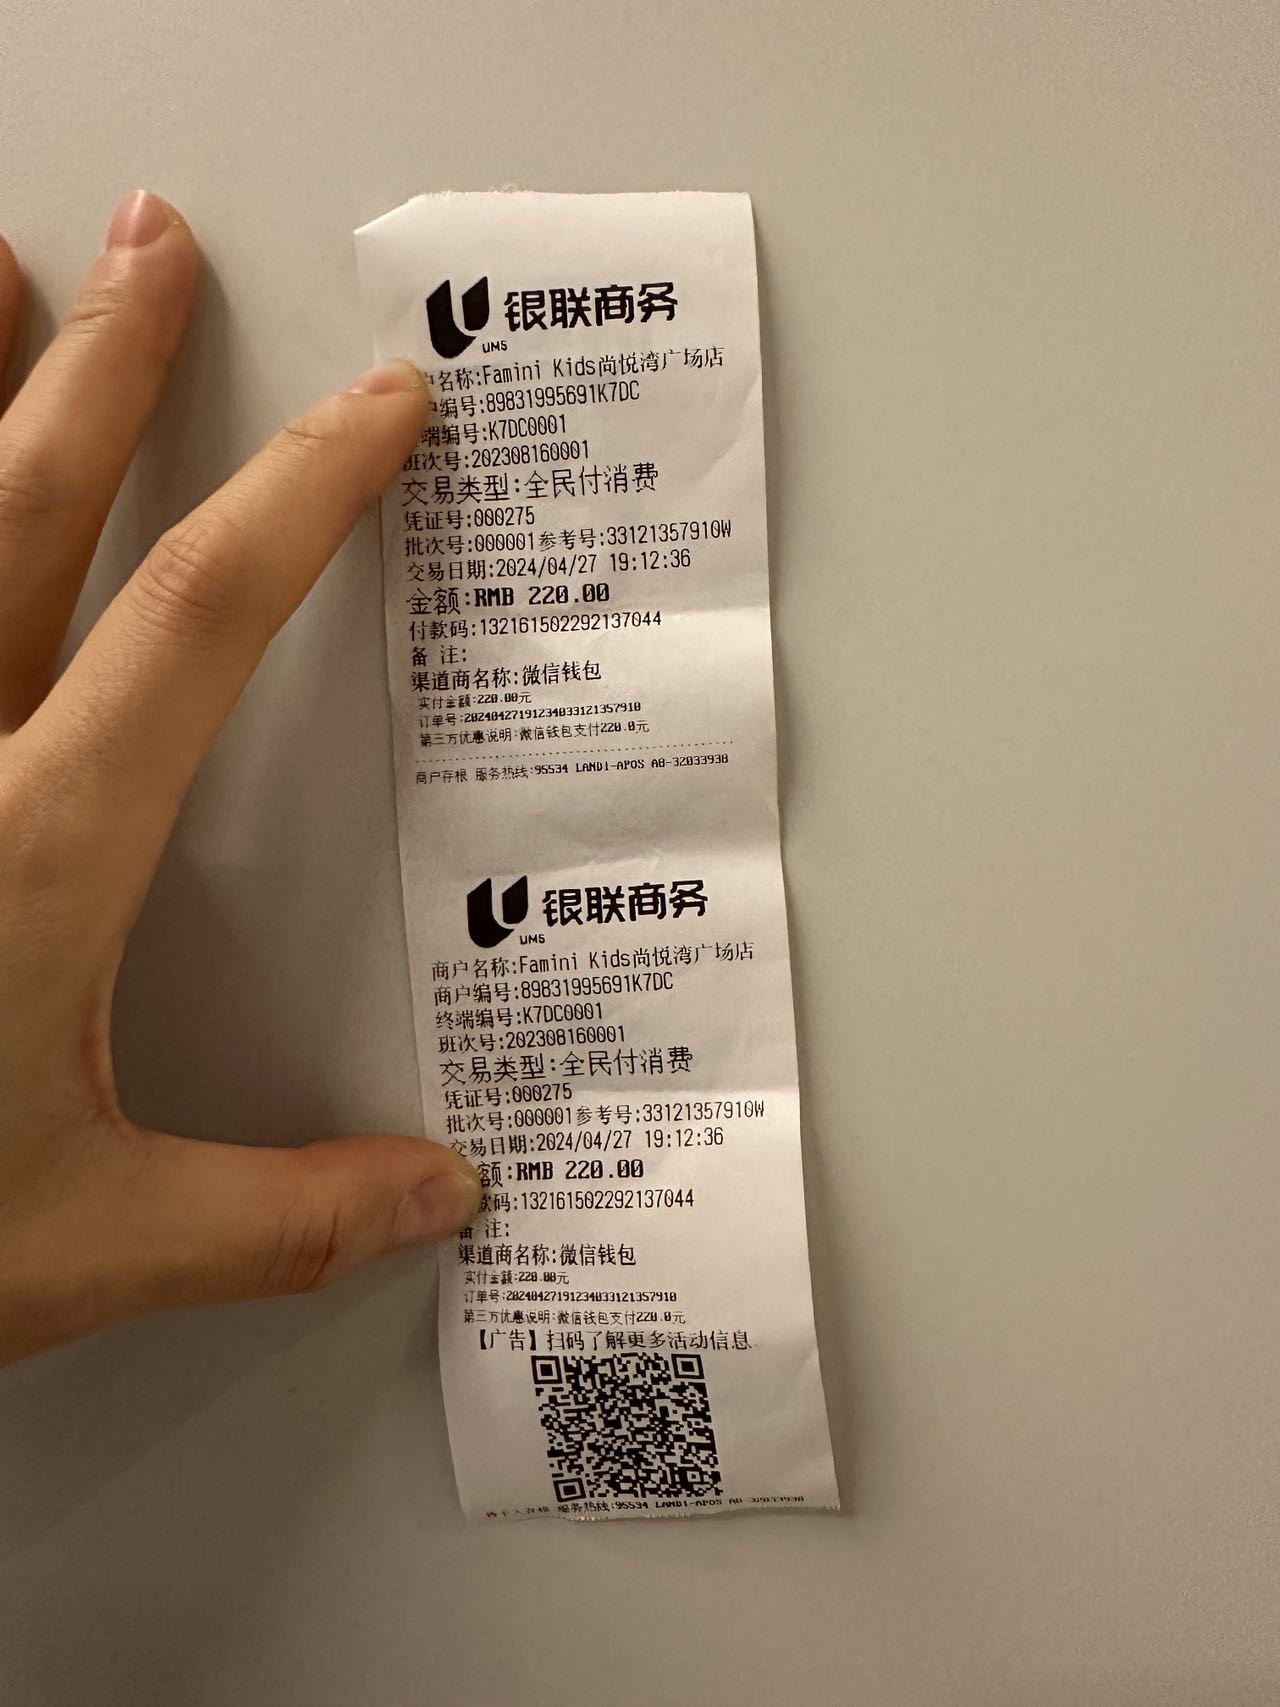 银联商务
UMS
户名称:Famini Kids尚悦湾广场店
户编号:89831995691K7DC
端编号:K7DC0001
班次号:202308160001
交易类型:全民付消费
凭证号:000275
批次号:000001参考号:33121357910W
交易日期:2024/04/27 19:12:36
金额:RMB 220.00
付款码:132161502292137044
备 注:
渠道商名称:微信钱包
实付金额:220.00元
订单号:20240427191234033121357910
第三方优惠说明:微信钱包支付220.0元
商户存根 服务热线:95534 LANDI-APOS A8-32033938
银联商务
UMS
商户名称:Famini Kids尚悦湾广场店
商户编号:89831995691K7DC
终端编号:K7DC0001
班次号:202308160001
交易类型:全民付消费
凭证号:000275
批次号:000001参考号:33121357910W
交易日期:2024/04/27 19:12:36
额:RMB 220.00
款码:132161502292137044
备 注:
渠道商名称:微信钱包
实付金额:220.00元
订单号:20240427191234033121357910
第三方优惠说明:微信钱包支付220.0元
【广告】扫码了解更多活动信息
服务热线:95534 LANDI-APOS A8-32033938